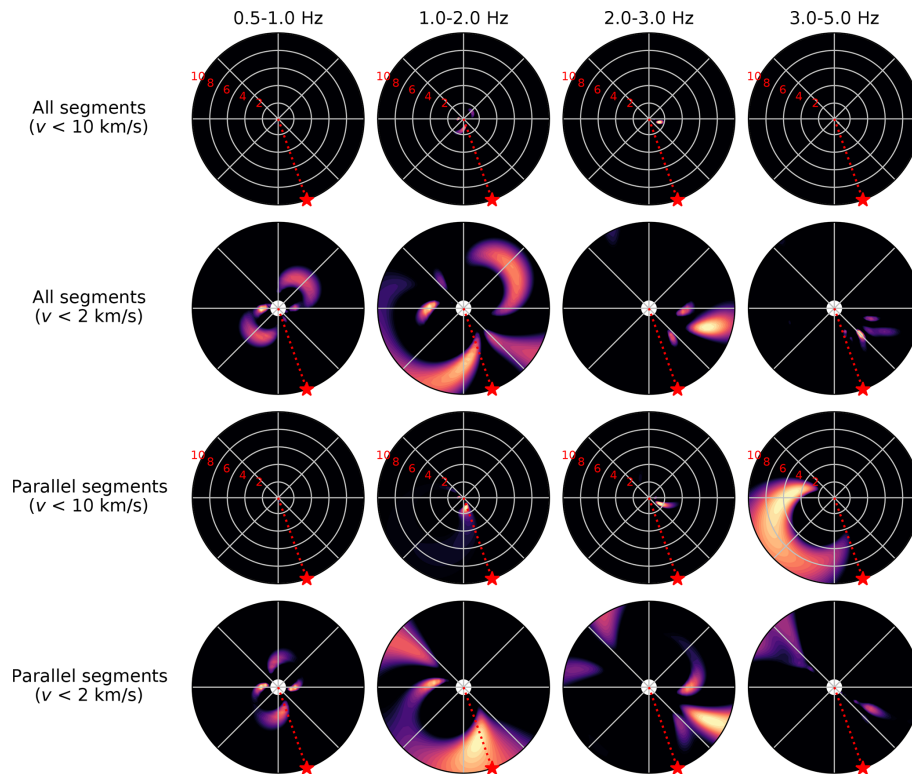 0.5-1.0 Hz 1.0-2.0 Hz 2.0-3.0 Hz 3.0-5.0 Hz
All segments
(v < 10 km/s)
10 8 6 4 2 10 8 6 4 2 10 8 6 4 2 10 8 6 4 2
All segments
(v < 2 km/s)
Parallel segments
(v < 10 km/s)
10 8 6 4 2 10 8 6 4 2 10 8 6 4 2 10 8 6 4 2
Parallel segments
(v < 2 km/s)